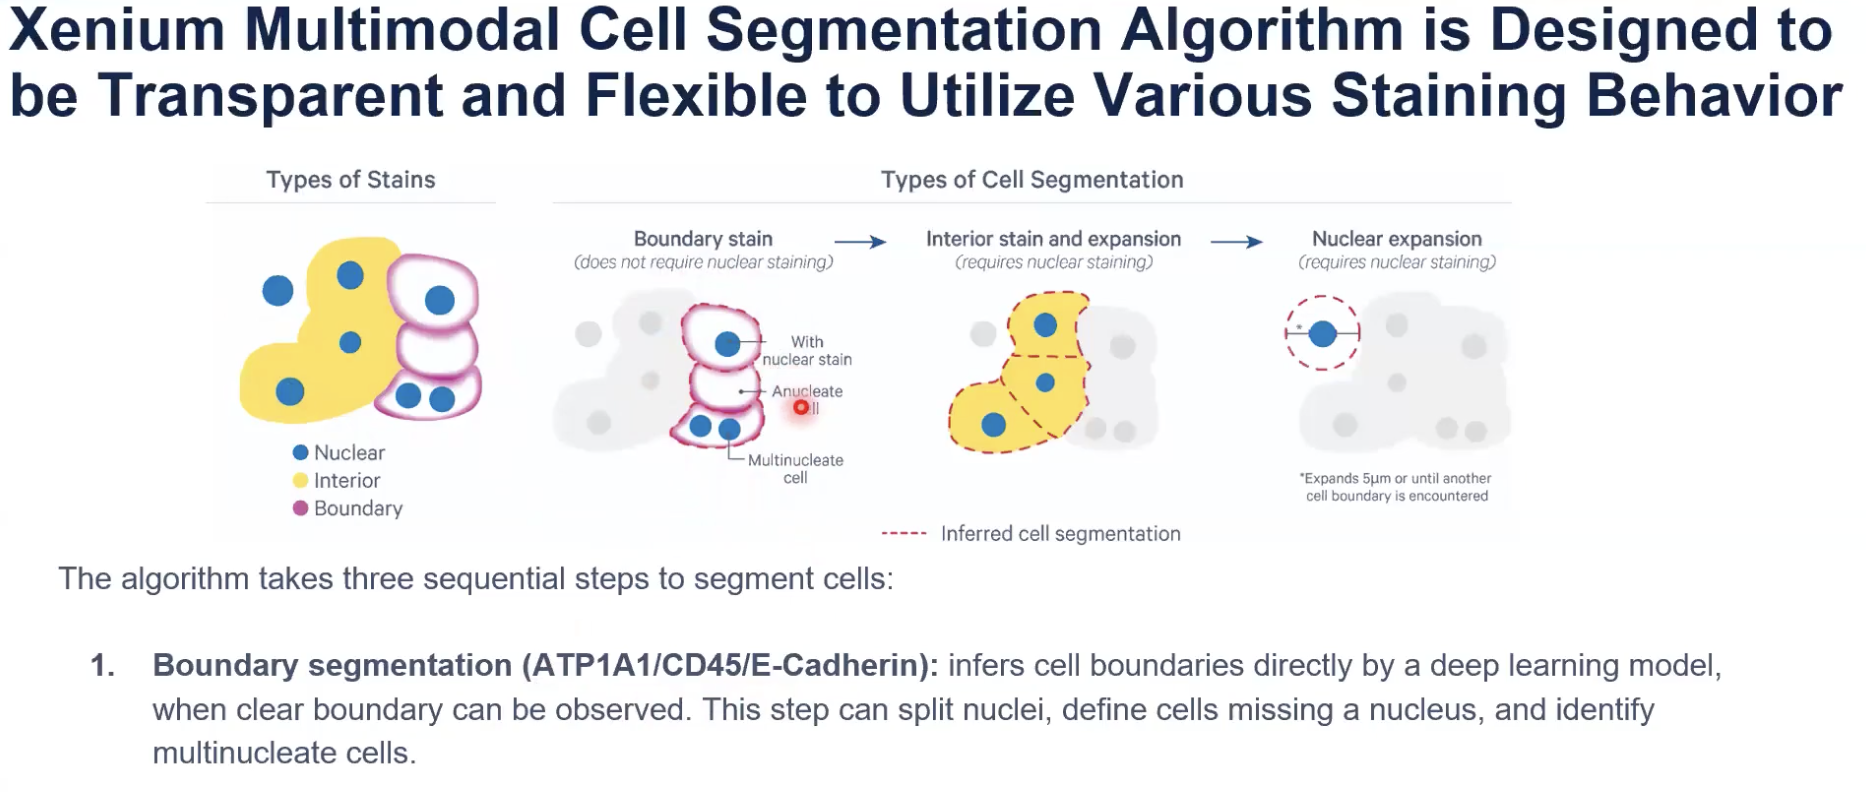 Xenium Multimodal Cell Segmentation Algorithm is Designed to
be Transparent and Flexible to Utilize Various Staining Behavior
Types of Stains
Nuclear
Interior
Boundary
Types of Cell Segmentation
Boundary stain
(does not require nuclear staining)
With
nuclear stain
Anucleate
Multinucleate
cell
Interior stain and expansion
(requires nuclear staining)
Nuclear expansion
(requires nuclear staining)
*
*Expands 5µm or until another
cell boundary is encountered
Inferred cell segmentation
The algorithm takes three sequential steps to segment cells:
1. Boundary segmentation (ATP1A1/CD45/E-Cadherin): infers cell boundaries directly by a deep learning model,
when clear boundary can be observed. This step can split nuclei, define cells missing a nucleus, and identify
multinucleate cells.